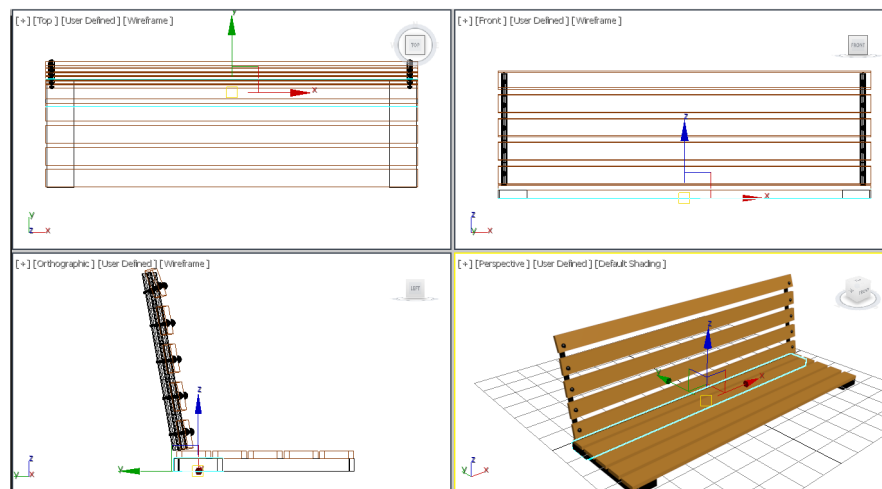 [+] [Top] [User Defined] [Wireframe]
y
TOP
x
y
z x
[+] [Front] [User Defined] [Wireframe]
FRONT
z
x
z
x
[+] [Orthographic] [User Defined] [Wireframe]
LEFT
z
y
z
y
[+] [Perspective] [User Defined] [Default Shading]
FRONT
z
y
x
z
y x